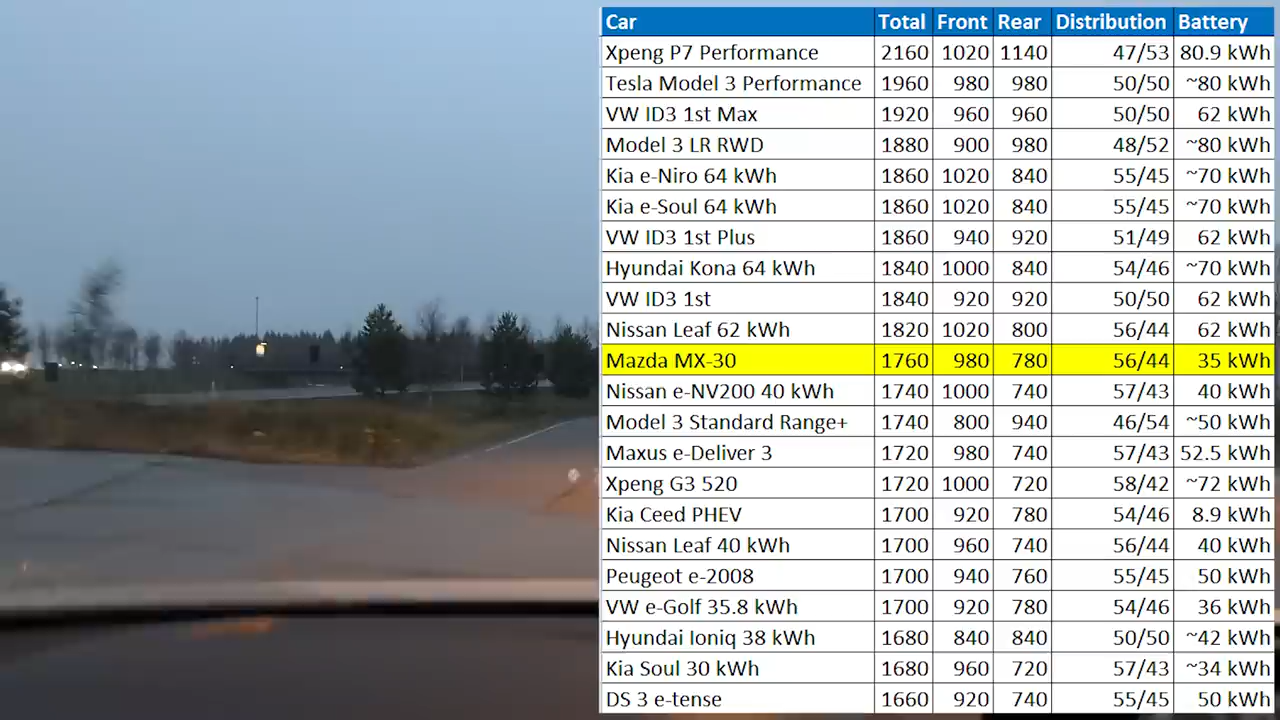 Car Total Front Rear Distribution Battery
Xpeng P7 Performance 2160 1020 1140 47/53 80.9 kWh
Tesla Model 3 Performance 1960 980 980 50/50 ~80 kWh
VW ID3 1st Max 1920 960 960 50/50 62 kWh
Model 3 LR RWD 1880 900 980 48/52 ~80 kWh
Kia e-Niro 64 kWh 1860 1020 840 55/45 ~70 kWh
Kia e-Soul 64 kWh 1860 1020 840 55/45 ~70 kWh
VW ID3 1st Plus 1860 940 920 51/49 62 kWh
Hyundai Kona 64 kWh 1840 1000 840 54/46 ~70 kWh
VW ID3 1st 1840 920 920 50/50 62 kWh
Nissan Leaf 62 kWh 1820 1020 800 56/44 62 kWh
Mazda MX-30 1760 980 780 56/44 35 kWh
Nissan e-NV200 40 kWh 1740 1000 740 57/43 40 kWh
Model 3 Standard Range+ 1740 800 940 46/54 ~50 kWh
Maxus e-Deliver 3 1720 980 740 57/43 52.5 kWh
Xpeng G3 520 1720 1000 720 58/42 ~72 kWh
Kia Ceed PHEV 1700 920 780 54/46 8.9 kWh
Nissan Leaf 40 kWh 1700 960 740 56/44 40 kWh
Peugeot e-2008 1700 940 760 55/45 50 kWh
VW e-Golf 35.8 kWh 1700 920 780 54/46 36 kWh
Hyundai Ioniq 38 kWh 1680 840 840 50/50 ~42 kWh
Kia Soul 30 kWh 1680 960 720 57/43 ~34 kWh
DS 3 e-tense 1660 920 740 55/45 50 kWh